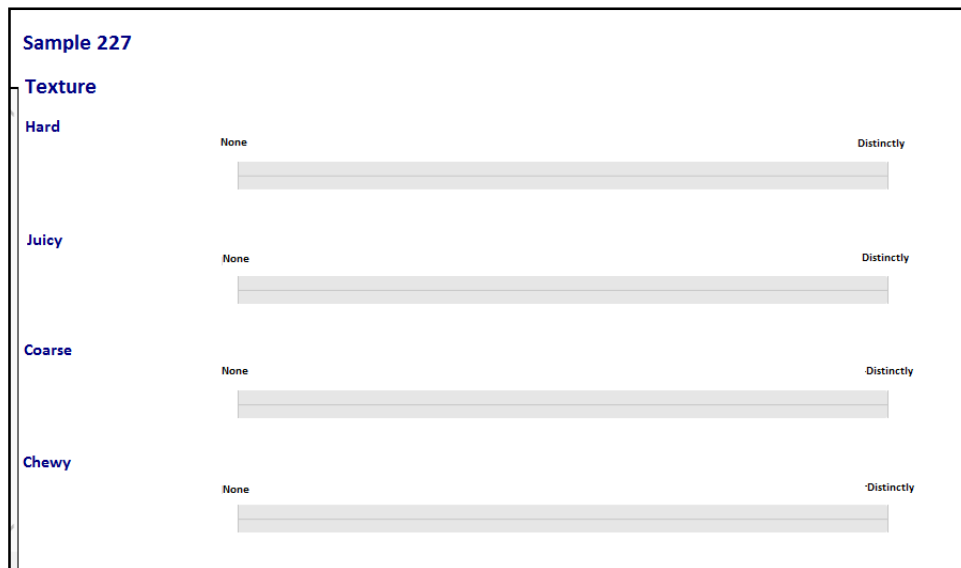 Sample 227
Texture
Hard
None Distinctly
Juicy
None Distinctly
Coarse
None Distinctly
Chewy
None Distinctly